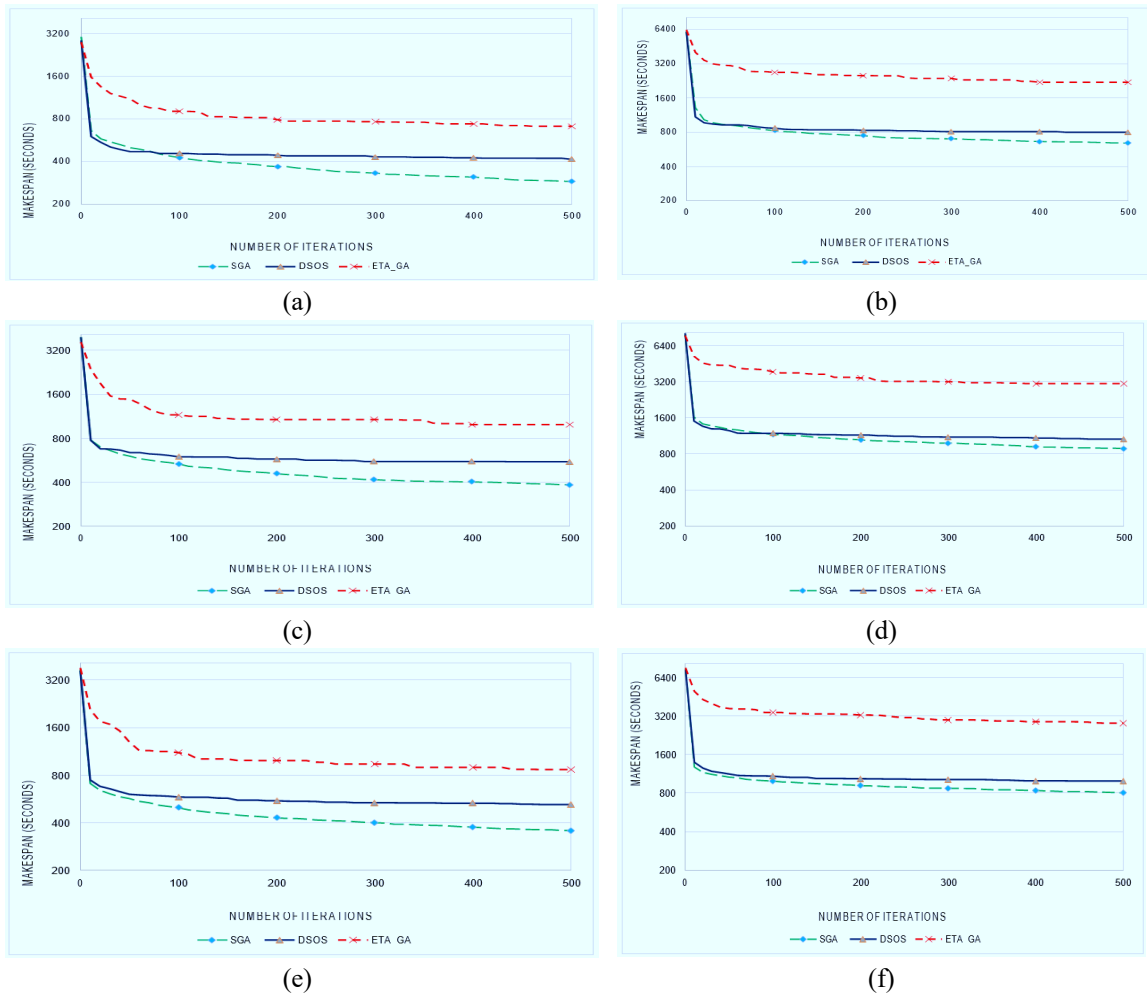 3200
1600
800
400
200
MAKESPAN (SECONDS)
0 100 200 300 400 500
NUMBER OF ITERATIONS
SGA DSOS ETA_GA
(a)
6400
3200
1600
800
400
200
MAKESPAN (SECONDS)
0 100 200 300 400 500
NUMBER OF ITERATIONS
SGA DSOS ETA_GA
(b)
3200
1600
800
400
200
MAKESPAN (SECONDS)
0 100 200 300 400 500
NUMBER OF ITERATIONS
SGA DSOS ETA GA
(c)
6400
3200
1600
800
400
200
MAKESPAN (SECONDS)
0 100 200 300 400 500
NUMBER OF ITERATIONS
SGA DSOS ETA GA
(d)
3200
1600
800
400
200
MAKESPAN (SECONDS)
0 100 200 300 400 500
NUMBER OF ITERATIONS
SGA DSOS ETA GA
(e)
6400
3200
1600
800
400
200
MAKESPAN (SECONDS)
0 100 200 300 400 500
NUMBER OF ITERATIONS
SGA DSOS ETA GA
(f)